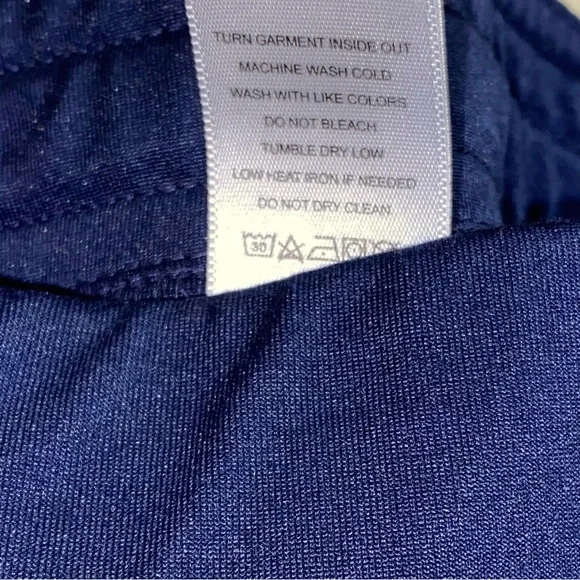 TURN GARMENT INSIDE OUT
MACHINE WASH COLD
WASH WITH LIKE COLORS
DO NOT BLEACH
TUMBLE DRY LOW
LOW HEAT IRON IF NEEDED
DO NOT DRY CLEAN
30